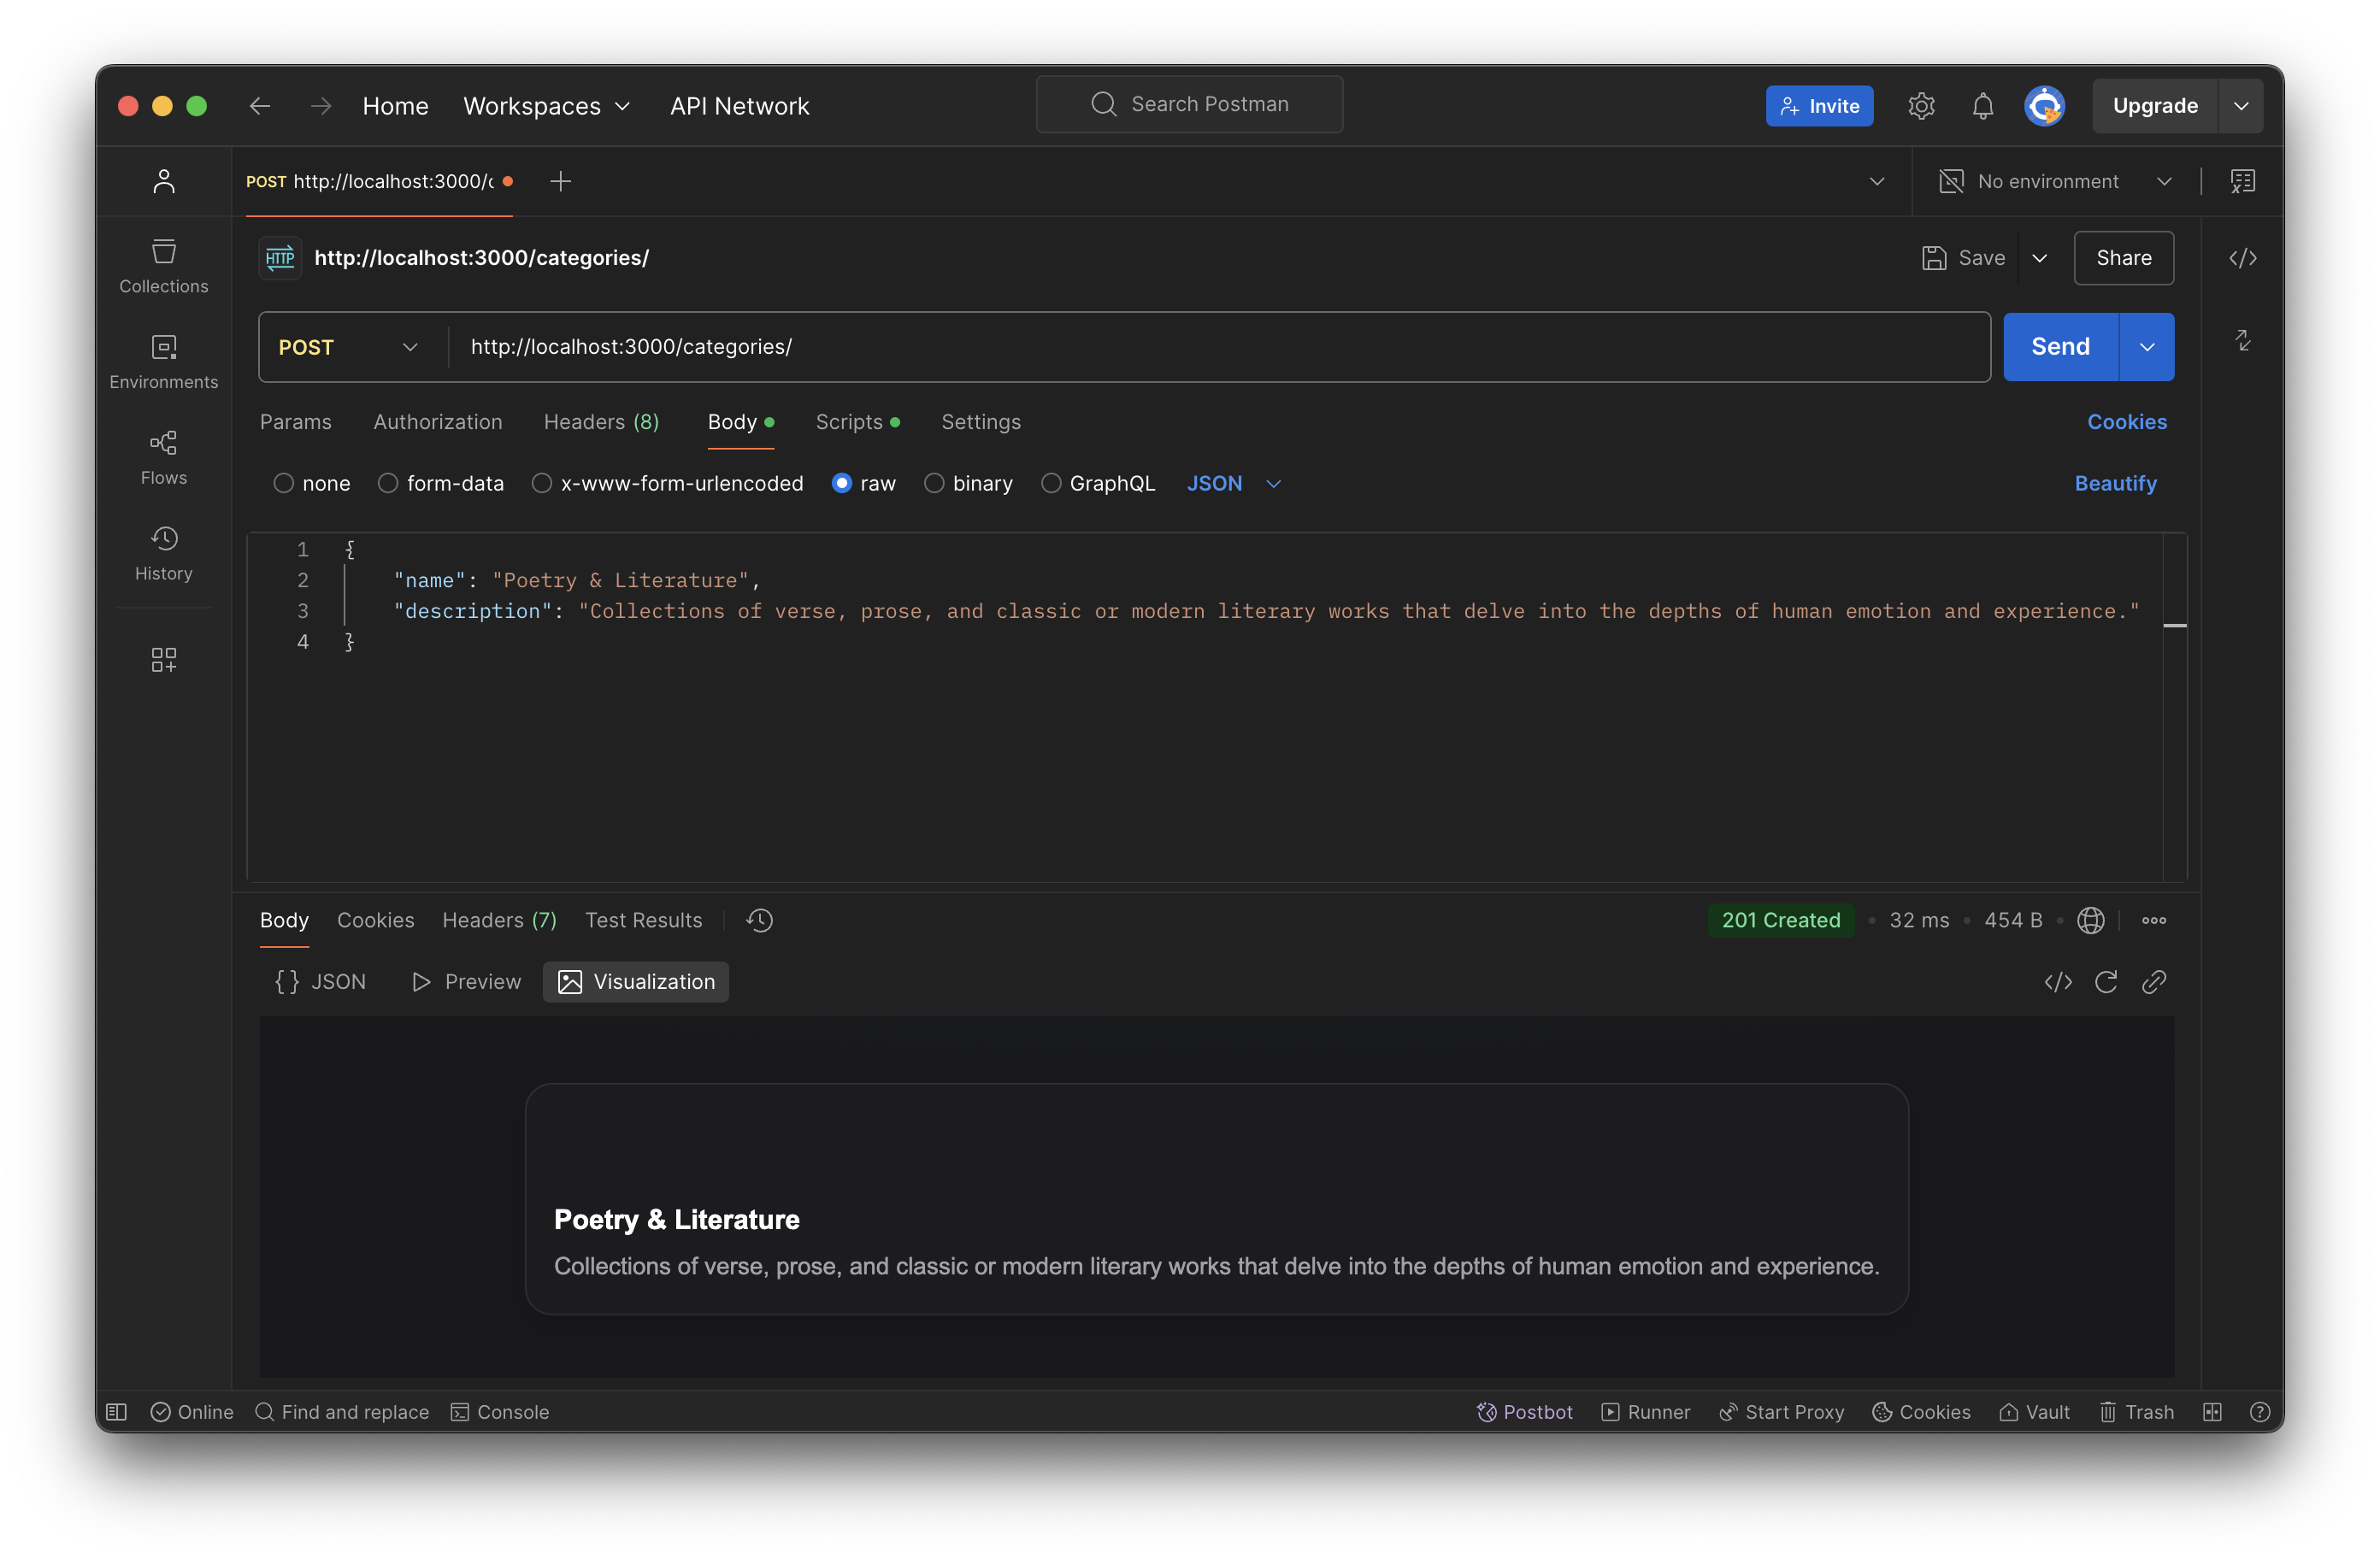 Home Workspaces API Network Search Postman Invite Upgrade
POST http://localhost:3000/c No environment
HTTP http://localhost:3000/categories/ Save Share
Collections
POST http://localhost:3000/categories/ Send
Environments
Params Authorization Headers (8) Body Scripts Settings Cookies
Flows
none form-data x-www-form-urlencoded raw binary GraphQL JSON Beautify
History
1 {
2 "name": "Poetry & Literature",
3 "description": "Collections of verse, prose, and classic or modern literary works that delve into the depths of human emotion and experience."
4 }
Body Cookies Headers (7) Test Results 201 Created 32 ms 454 B
{} JSON Preview Visualization
Poetry & Literature
Collections of verse, prose, and classic or modern literary works that delve into the depths of human emotion and experience.
Online Find and replace Console Postbot Runner Start Proxy Cookies Vault Trash